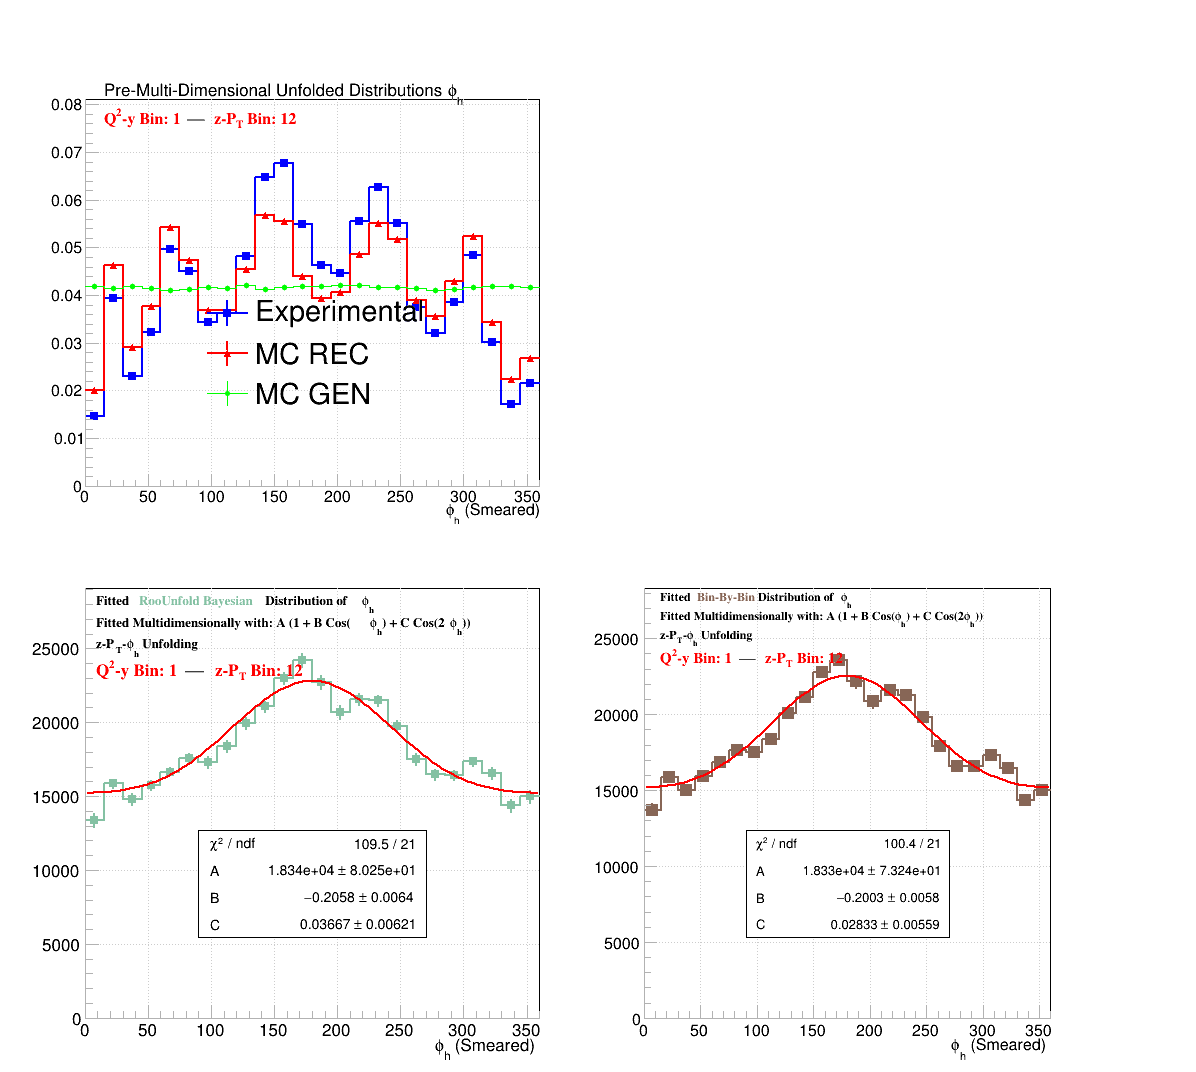 Pre-Multi-Dimensional Unfolded Distributions ϕh
Q2-y Bin: 1 — z-PT Bin: 12
0.08
0.07
0.06
0.05
0.04
0.03
0.02
0.01
0
Experimental
MC REC
MC GEN
0 50 100 150 200 250 300 350
ϕh (Smeared)
Fitted RooUnfold Bayesian Distribution of ϕh
Fitted Multidimensionally with: A (1 + B Cos( ϕh) + C Cos(2 ϕh))
z-PT-ϕh Unfolding
Q2-y Bin: 1 — z-PT Bin: 12
25000
20000
15000
10000
5000
0
χ2 / ndf 109.5 / 21
A 1.834e+04 ± 8.025e+01
B −0.2058 ± 0.0064
C 0.03667 ± 0.00621
0 50 100 150 200 250 300 350
ϕh (Smeared)
Fitted Bin-By-Bin Distribution of ϕh
Fitted Multidimensionally with: A (1 + B Cos(ϕh) + C Cos(2ϕh))
z-PT-ϕh Unfolding
Q2-y Bin: 1 — z-PT Bin: 12
25000
20000
15000
10000
5000
0
χ2 / ndf 100.4 / 21
A 1.833e+04 ± 7.324e+01
B −0.2003 ± 0.0058
C 0.02833 ± 0.00559
0 50 100 150 200 250 300 350
ϕh (Smeared)